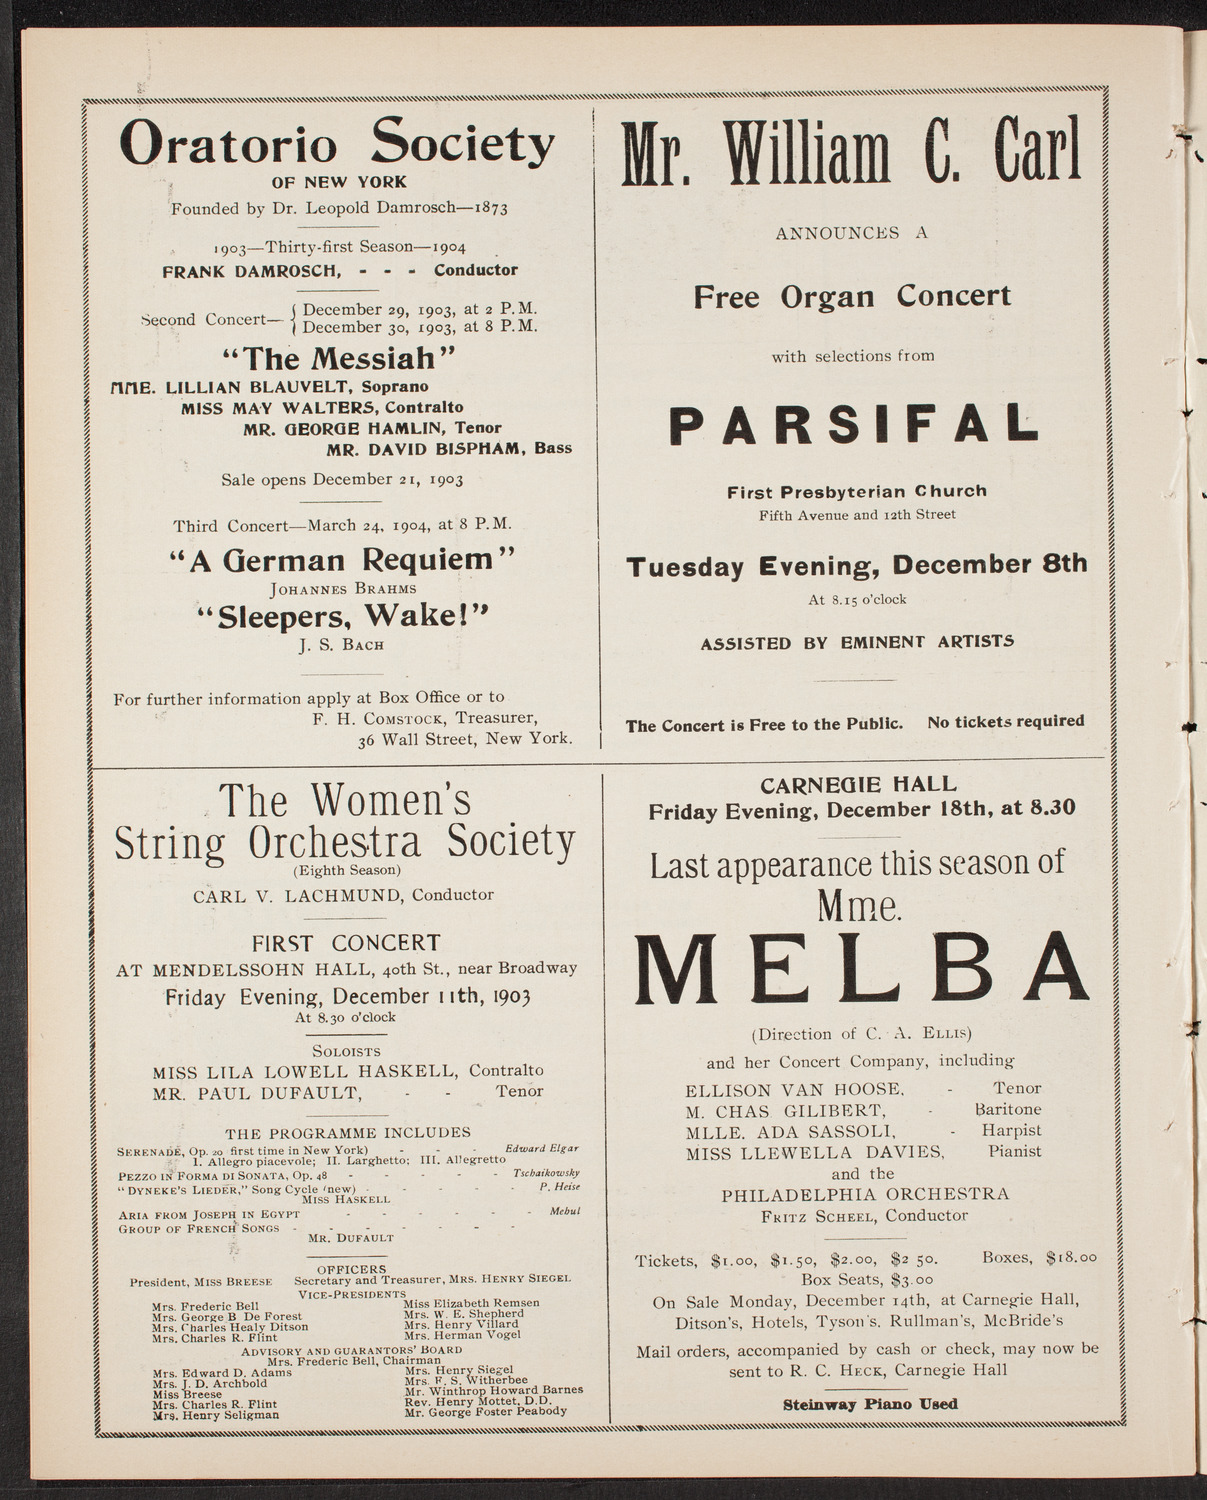 Oratorio Society
OF NEW YORK
Founded by Dr. Leopold Damrosch—1873
1903—Thirty-first Season—1904
FRANK DAMROSCH, - - - Conductor
Second Concert— { December 29, 1903, at 2 P.M.
December 30, 1903, at 8 P.M.
"The Messiah"
MME. LILLIAN BLAUVELT, Soprano
MISS MAY WALTERS, Contralto
MR. GEORGE HAMLIN, Tenor
MR. DAVID BISPHAM, Bass
Sale opens December 21, 1903
Third Concert—March 24, 1904, at 8 P.M.
"A German Requiem"
JOHANNES BRAHMS
"Sleepers, Wake!"
J. S. BACH
For further information apply at Box Office or to
F. H. COMSTOCK, Treasurer,
36 Wall Street, New York.
Mr. William C. Carl
ANNOUNCES A
Free Organ Concert
with selections from
PARSIFAL
First Presbyterian Church
Fifth Avenue and 12th Street
Tuesday Evening, December 8th
At 8.15 o'clock
ASSISTED BY EMINENT ARTISTS
The Concert is Free to the Public. No tickets required
The Women's
String Orchestra Society
(Eighth Season)
CARL V. LACHMUND, Conductor
FIRST CONCERT
AT MENDELSSOHN HALL, 40th St., near Broadway
Friday Evening, December 11th, 1903
At 8.30 o'clock
SOLOISTS
MISS LILA LOWELL HASKELL, Contralto
MR. PAUL DUFAULT, - - Tenor
THE PROGRAMME INCLUDES
SERENADE, Op. 20 first time in New York) - - - Edward Elgar
I. Allegro piacevole; II. Larghetto; III. Allegretto
PEZZO IN FORMA DI SONATA, Op. 48 - - - - - Tschaikowsky
"DYNEKE'S LIEDER," Song Cycle (new) - - - - - P. Heise
MISS HASKELL
ARIA FROM JOSEPH IN EGYPT - - - - - - Mehul
GROUP OF FRENCH SONGS - - - - - - -
MR. DUFAULT
OFFICERS
President, MISS BREESE Secretary and Treasurer, MRS. HENRY SIEGEL
VICE-PRESIDENTS
Mrs. Frederic Bell Miss Elizabeth Remsen
Mrs. George B De Forest Mrs. W. E. Shepherd
Mrs. Charles Healy Ditson Mrs. Henry Villard
Mrs. Charles R. Flint Mrs. Herman Vogel
ADVISORY AND GUARANTORS' BOARD
Mrs. Frederic Bell, Chairman
Mrs. Edward D. Adams Mrs. Henry Siegel
Mrs. J. D. Archbold Mrs. F. S. Witherbee
Miss Breese Mr. Winthrop Howard Barnes
Mrs. Charles R. Flint Rev. Henry Mottet, D.D.
Mrs. Henry Seligman Mr. George Foster Peabody
CARNEGIE HALL
Friday Evening, December 18th, at 8.30
Last appearance this season of
Mme.
MELBA
(Direction of C. A. ELLIS)
and her Concert Company, including
ELLISON VAN HOOSE, - Tenor
M. CHAS GILIBERT, - Baritone
MLLE. ADA SASSOLI, - Harpist
MISS LLEWELLA DAVIES, Pianist
and the
PHILADELPHIA ORCHESTRA
FRITZ SCHEEL, Conductor
Tickets, $1.00, $1.50, $2.00, $2 50. Boxes, $18.00
Box Seats, $3.00
On Sale Monday, December 14th, at Carnegie Hall,
Ditson's, Hotels, Tyson's, Rullman's, McBride's
Mail orders, accompanied by cash or check, may now be
sent to R. C. HECK, Carnegie Hall
Steinway Piano Used